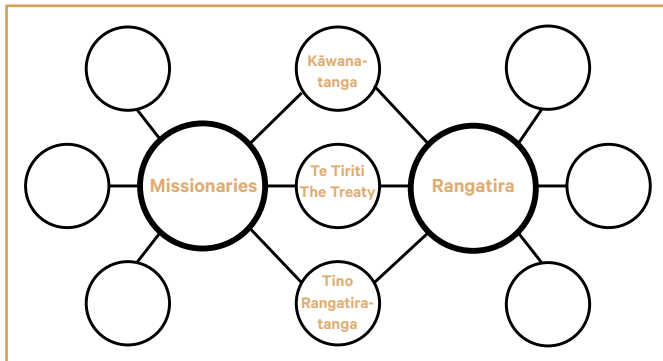 Kāwana-
tanga
Missionaries
Te Tiriti
The Treaty
Rangatira
Tino
Rangatira-
tanga